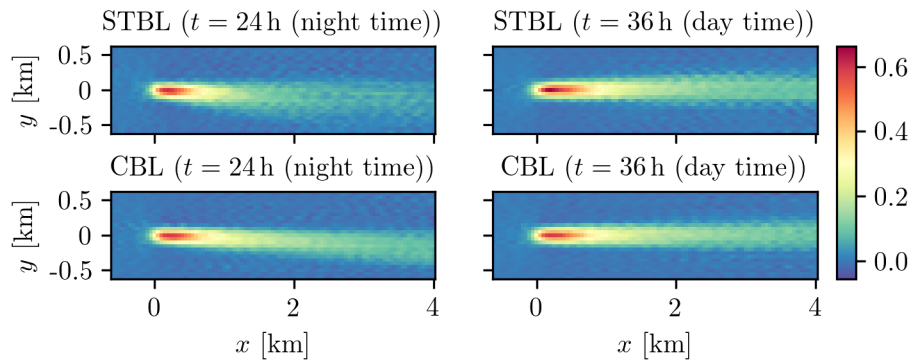 STBL (t = 24 h (night time))
STBL (t = 36 h (day time))
0.5
0
-0.5
y [km]
CBL (t = 24 h (night time))
CBL (t = 36 h (day time))
0.5
0
-0.5
y [km]
0 2 4
0 2 4
x [km]
x [km]
0.6
0.4
0.2
0.0